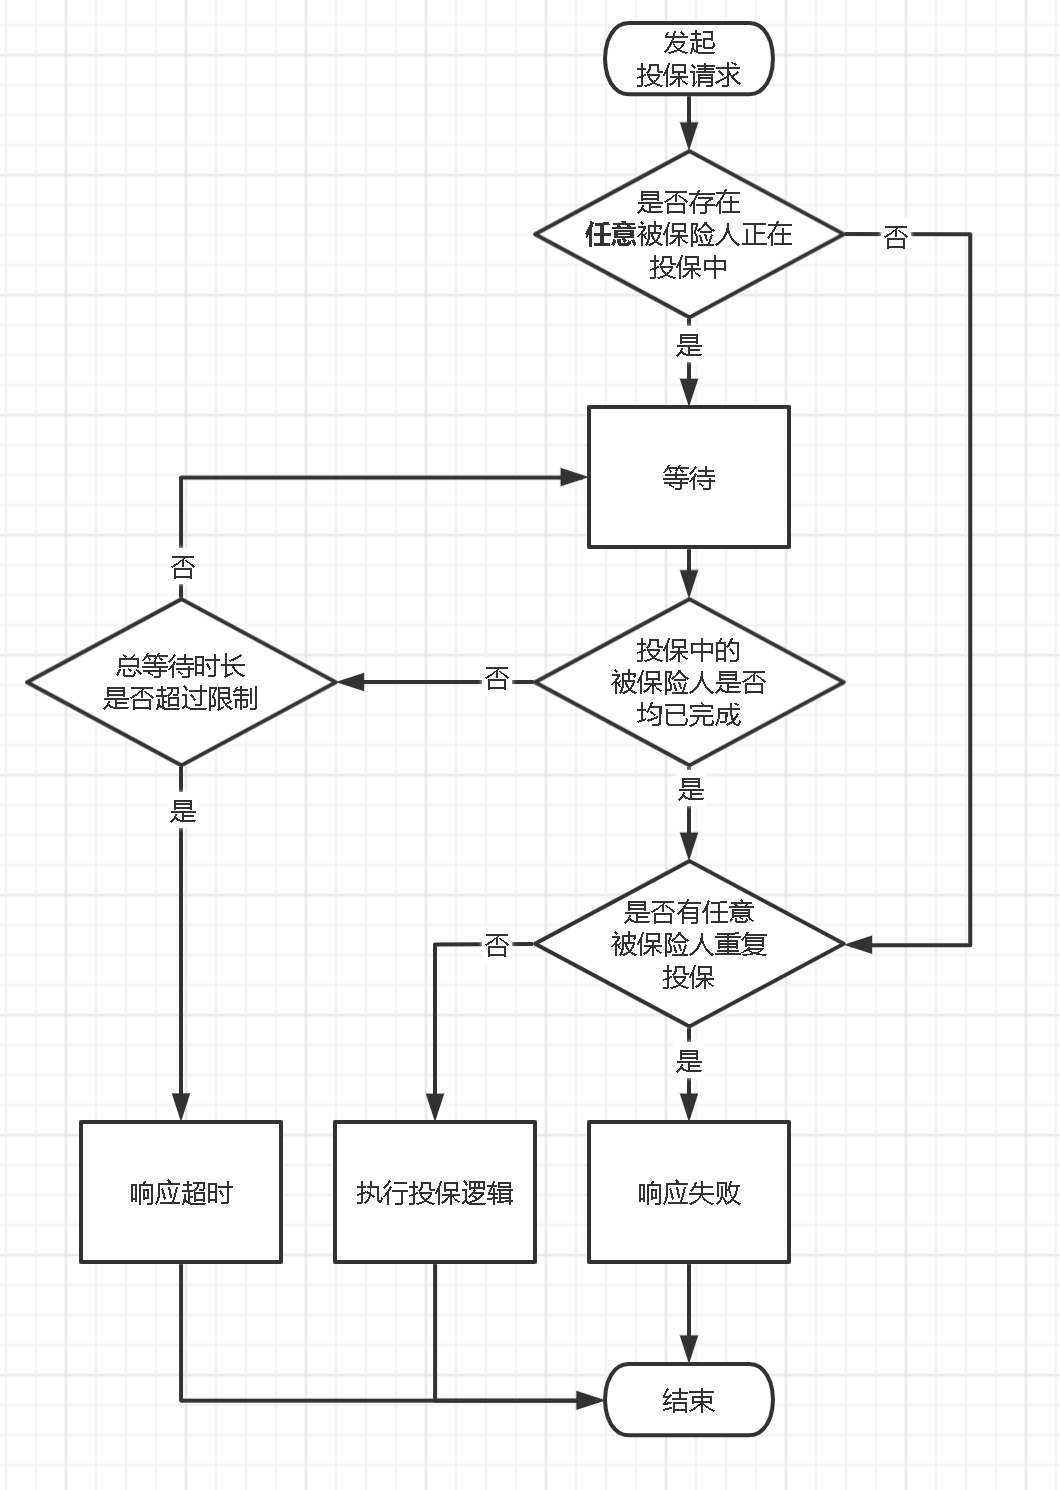 发起
投保请求
是否存在
任意被保险人正在
投保中
否
是
等待
否
总等待时长
是否超过限制
否
投保中的
被保险人是否
均已完成
是
是
否
是否有任意
被保险人重复
投保
是
响应超时
执行投保逻辑
响应失败
结束